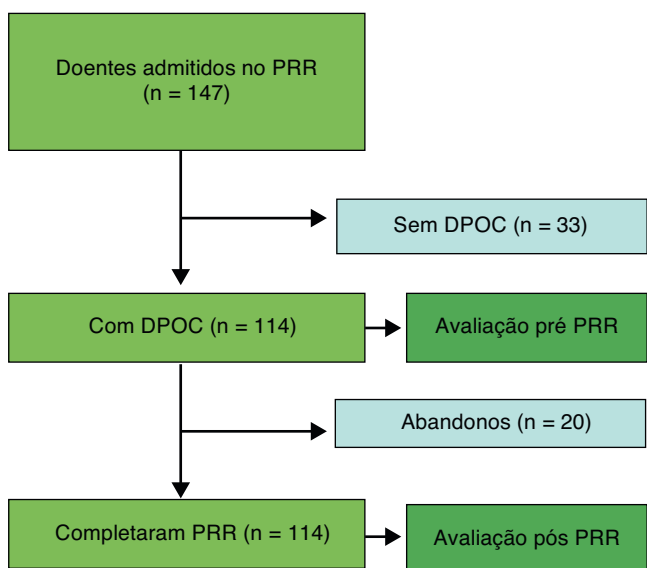 Doentes admitidos no PRR
(n = 147)
Sem DPOC (n = 33)
Com DPOC (n = 114)
Avaliação pré PRR
Abandonos (n = 20)
Completaram PRR (n = 114)
Avaliação pós PRR